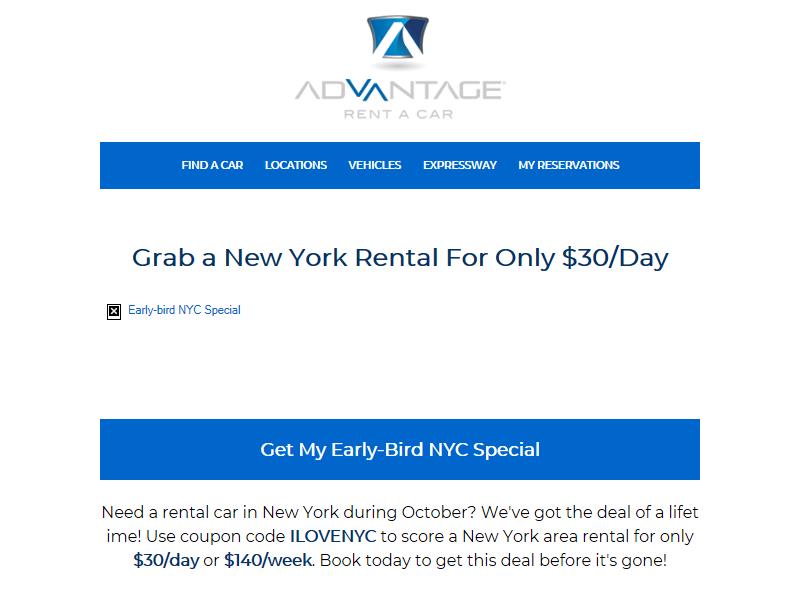 ADVANTAGE
RENT A CAR
FIND A CAR LOCATIONS VEHICLES EXPRESSWAY MY RESERVATIONS
Grab a New York Rental For Only $30/Day
Early-bird NYC Special
Get My Early-Bird NYC Special
Need a rental car in New York during October? We've got the deal of a lifet
ime! Use coupon code ILOVENYC to score a New York area rental for only
$30/day or $140/week. Book today to get this deal before it's gone!